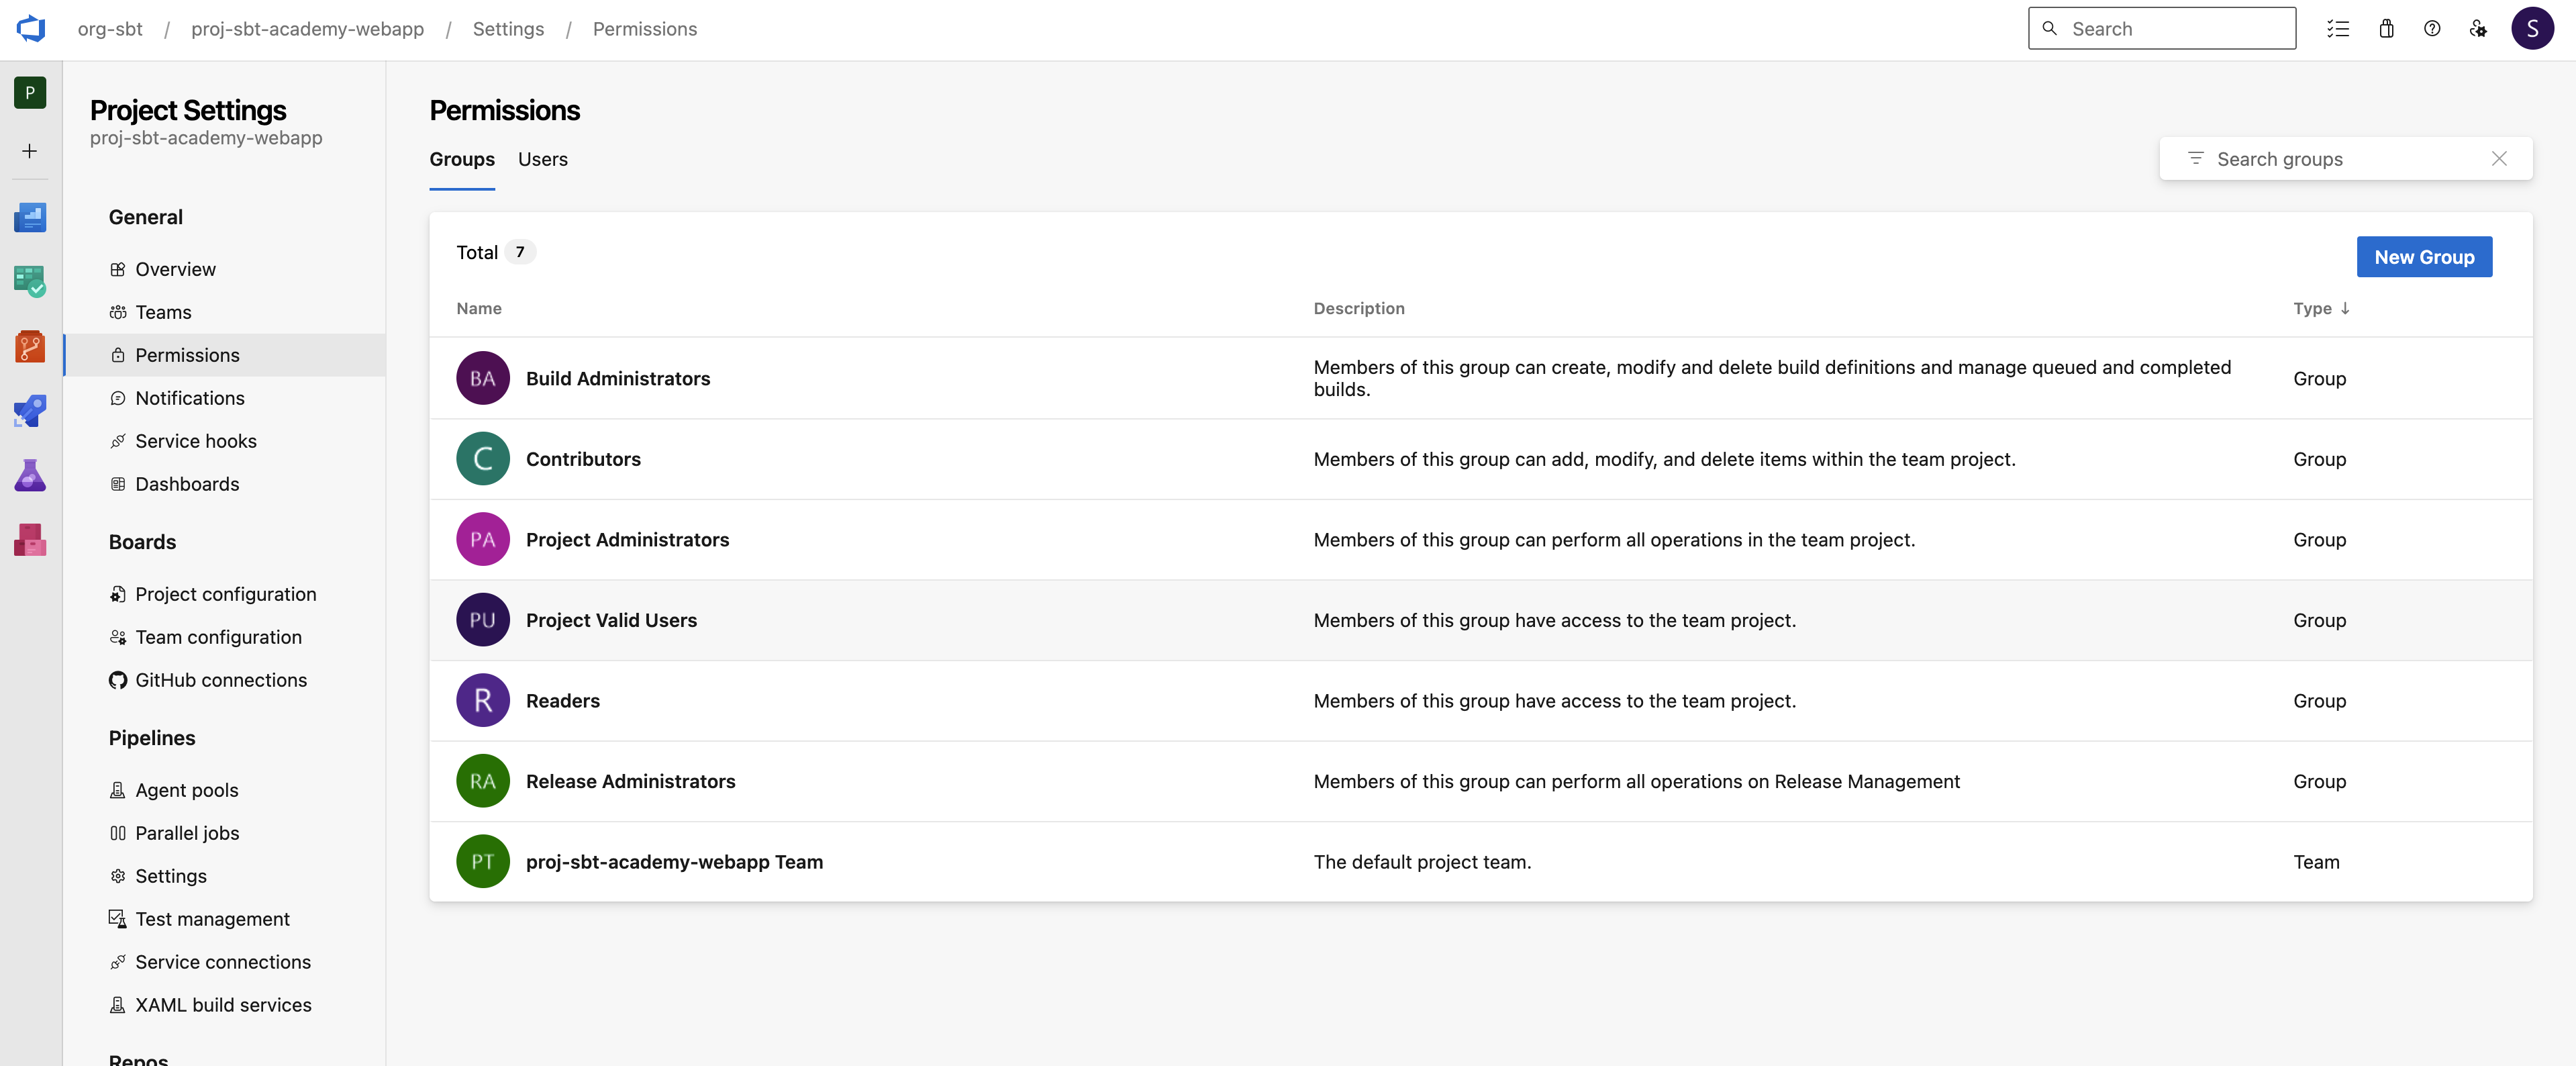 org-sbt / proj-sbt-academy-webapp / Settings / Permissions
Search
S
P
Project Settings
proj-sbt-academy-webapp
General
Overview
Teams
Permissions
Notifications
Service hooks
Dashboards
Boards
Project configuration
Team configuration
GitHub connections
Pipelines
Agent pools
Parallel jobs
Settings
Test management
Service connections
XAML build services
Repos
Permissions
Groups Users
Search groups
Total 7
New Group
Name Description Type ↓
BA Build Administrators Members of this group can create, modify and delete build definitions and manage queued and completed
builds. Group
C Contributors Members of this group can add, modify, and delete items within the team project. Group
PA Project Administrators Members of this group can perform all operations in the team project. Group
PU Project Valid Users Members of this group have access to the team project. Group
R Readers Members of this group have access to the team project. Group
RA Release Administrators Members of this group can perform all operations on Release Management Group
PT proj-sbt-academy-webapp Team The default project team. Team